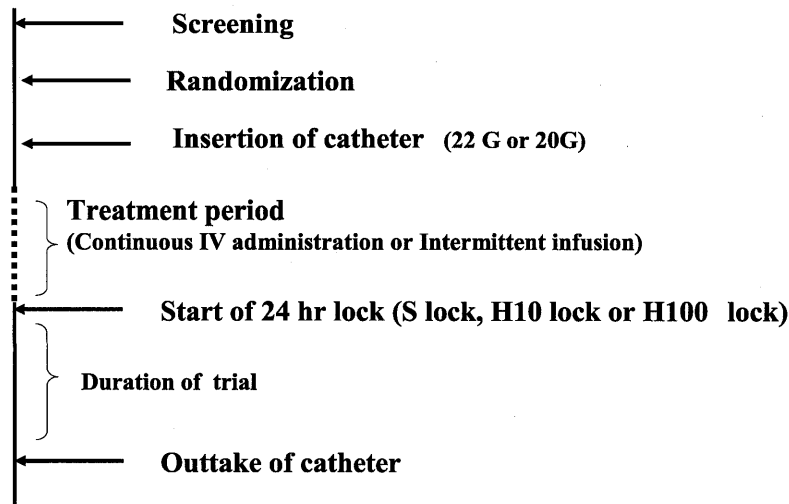 Screening
Randomization
Insertion of catheter (22 G or 20G)
Treatment period
(Continuous IV administration or Intermittent infusion)
Start of 24 hr lock (S lock, H10 lock or H100 lock)
Duration of trial
Outtake of catheter